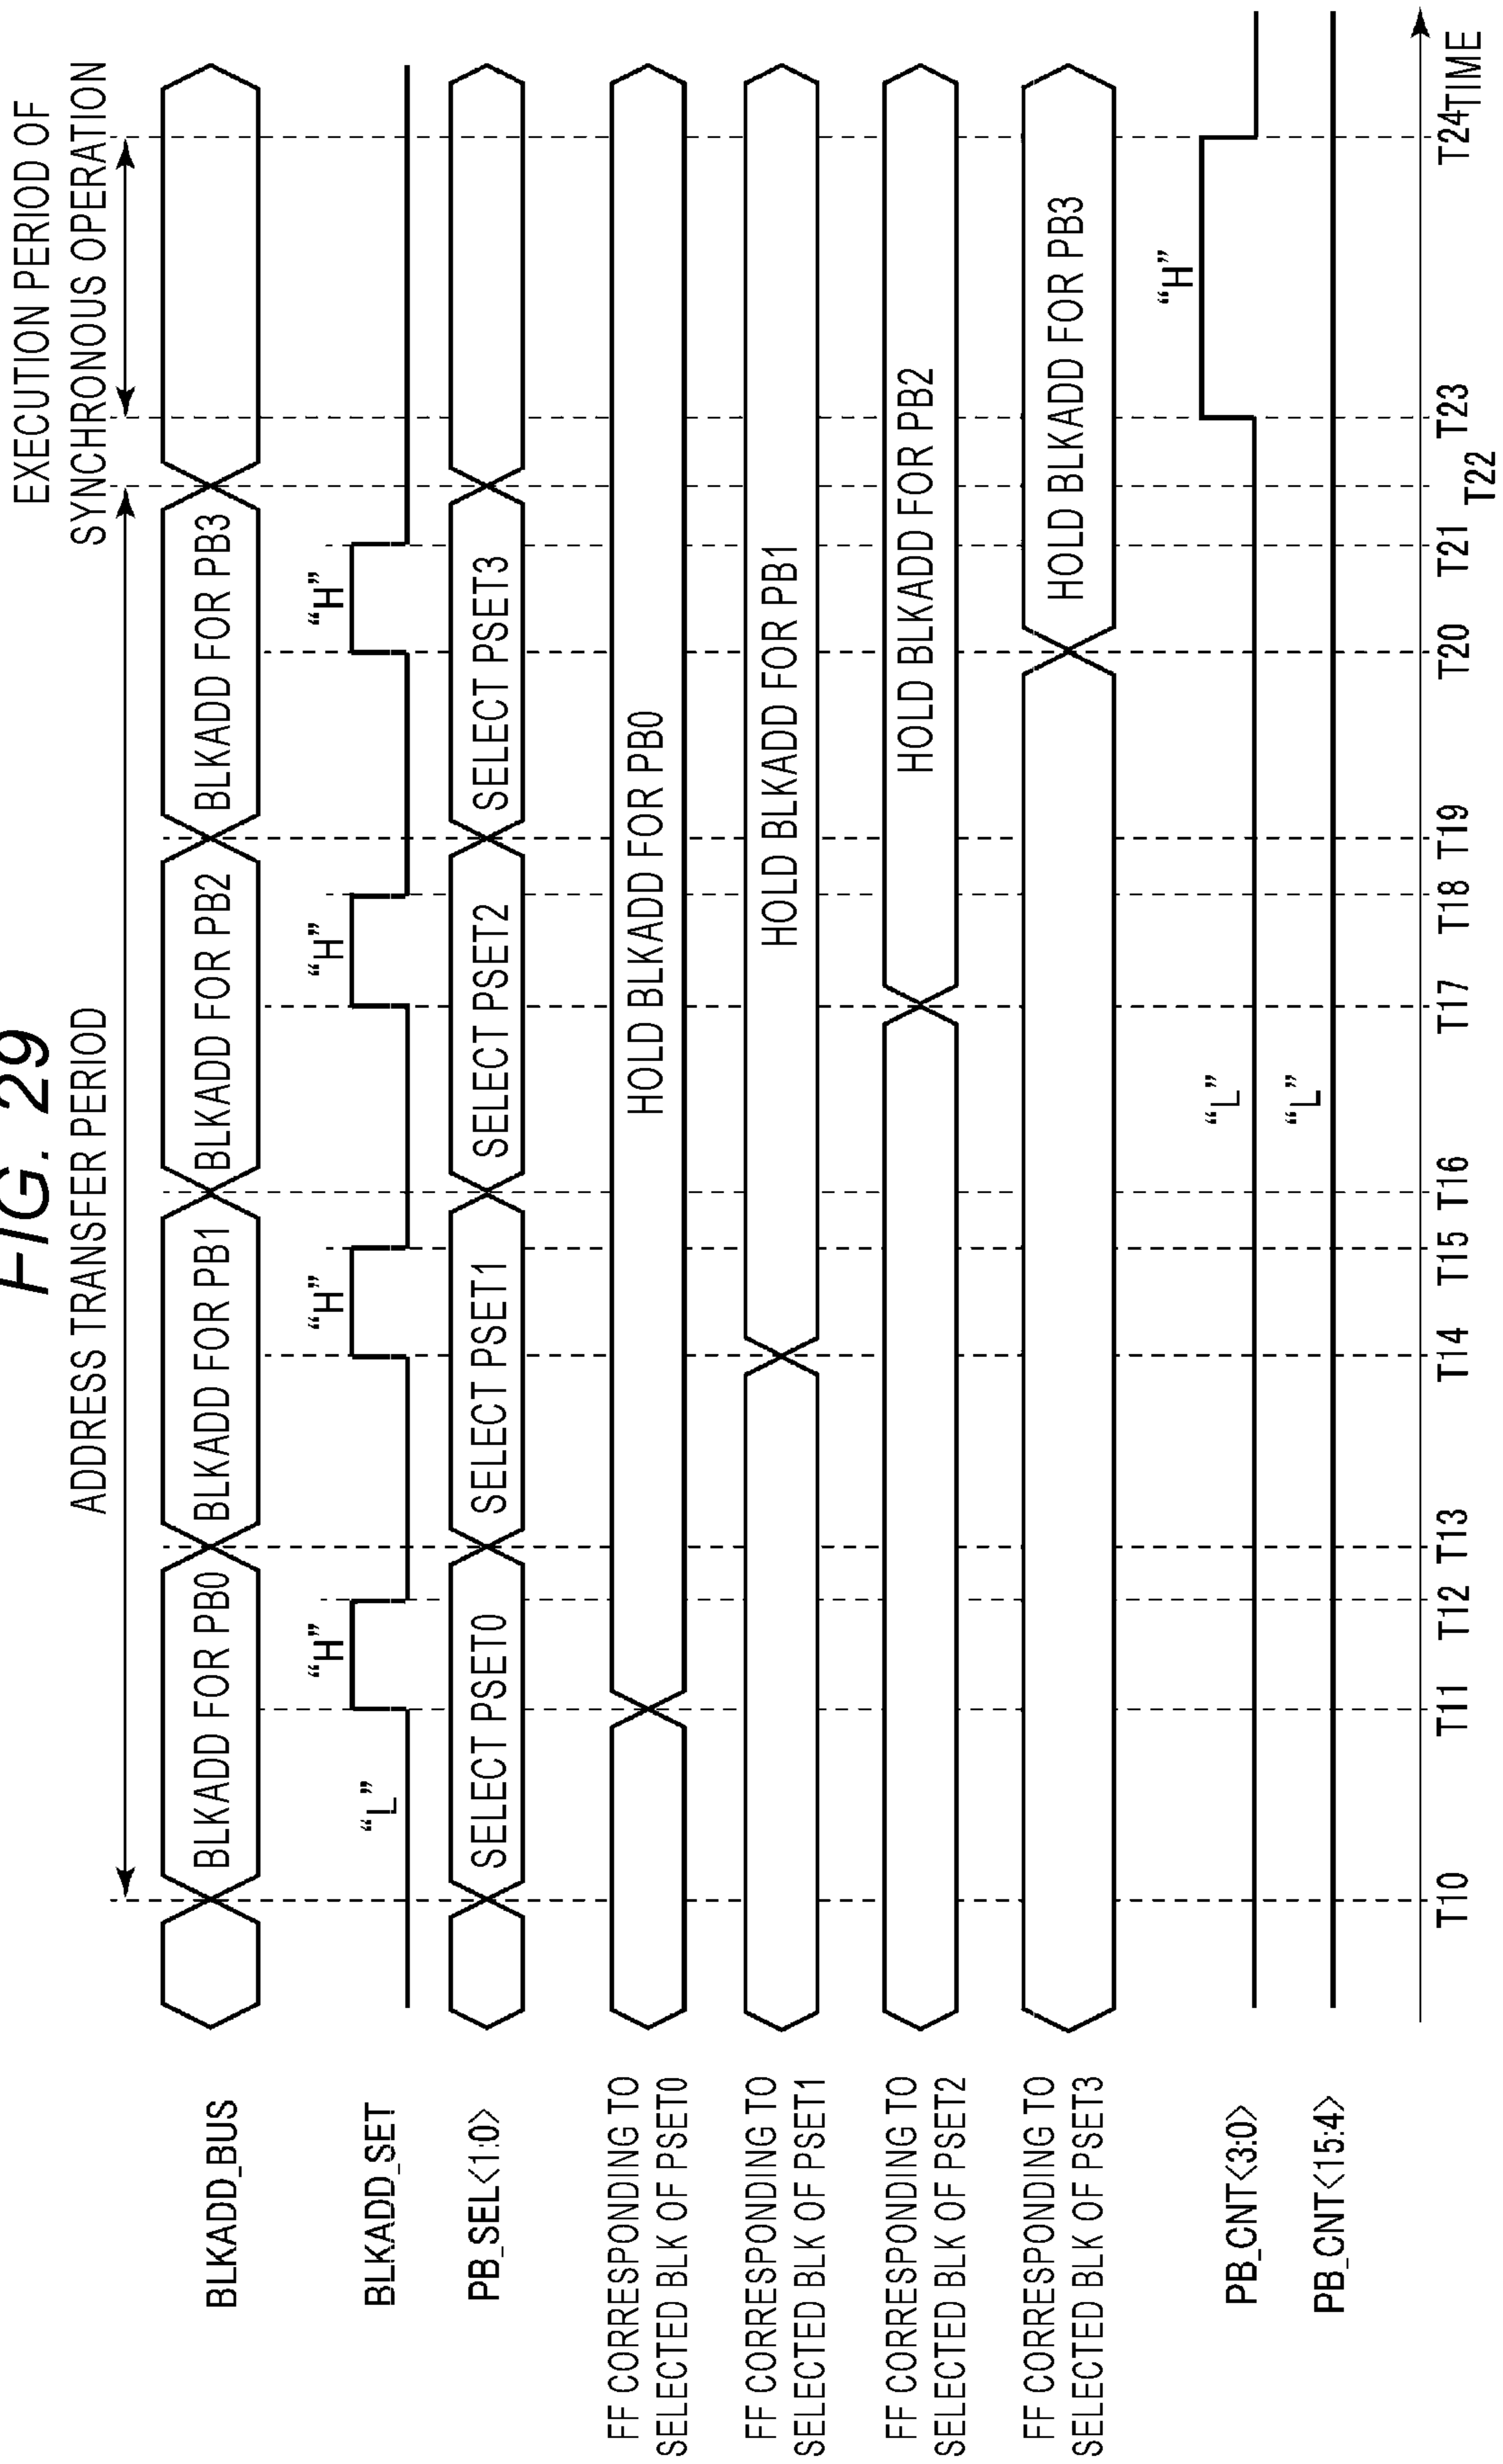 FIG. 29
ADDRESS TRANSFER PERIOD
EXECUTION PERIOD OF
SYNCHRONOUS OPERATION
BLKADD_BUS
BLKADD FOR PB0
BLKADD FOR PB1
BLKADD FOR PB2
BLKADD FOR PB3
BLKADD_SET
“L”
“H”
“H”
“H”
“H”
PB_SEL<1:0>
SELECT PSET0
SELECT PSET1
SELECT PSET2
SELECT PSET3
FF CORRESPONDING TO
SELECTED BLK OF PSET0
HOLD BLKADD FOR PB0
FF CORRESPONDING TO
SELECTED BLK OF PSET1
HOLD BLKADD FOR PB1
FF CORRESPONDING TO
SELECTED BLK OF PSET2
HOLD BLKADD FOR PB2
FF CORRESPONDING TO
SELECTED BLK OF PSET3
HOLD BLKADD FOR PB3
PB_CNT<3:0>
“L”
“H”
PB_CNT<15:4>
“L”
T10
T11
T12
T13
T14
T15
T16
T17
T18
T19
T20
T21
T22
T23
T24
TIME